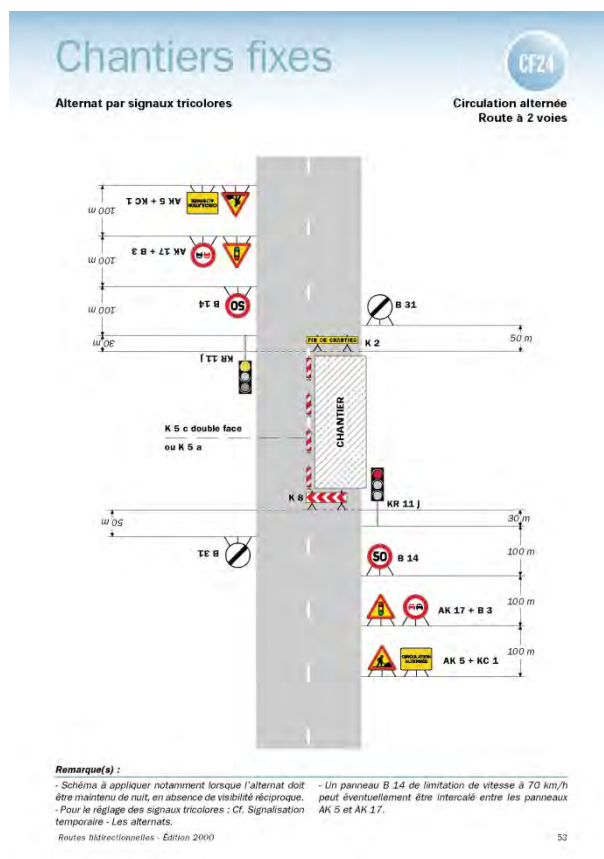 Chantiers fixes
CF24
Alternat par signaux tricolores
Circulation alternée
Route à 2 voies
AK 5 + KC 1
CIRCULATION
ALTERNÉE
100 m
AK 17 + B 3
100 m
B 14
50
100 m
KR 11 j
30 m
B 31
50 m
FIN DE CHANTIER
K 2
CHANTIER
K 5 c double face
ou K 5 a
K 8
KR 11 j
50 m
B 31
30 m
50
B 14
100 m
AK 17 + B 3
100 m
CIRCULATION
ALTERNÉE
AK 5 + KC 1
100 m
Remarque(s) :
- Schéma à appliquer notamment lorsque l'alternat doit
être maintenu de nuit, en absence de visibilité réciproque.
- Pour le réglage des signaux tricolores : Cf. Signalisation
temporaire - Les alternats.
- Un panneau B 14 de limitation de vitesse à 70 km/h
peut éventuellement être intercalé entre les panneaux
AK 5 et AK 17.
Routes bidirectionnelles - Édition 2000
53